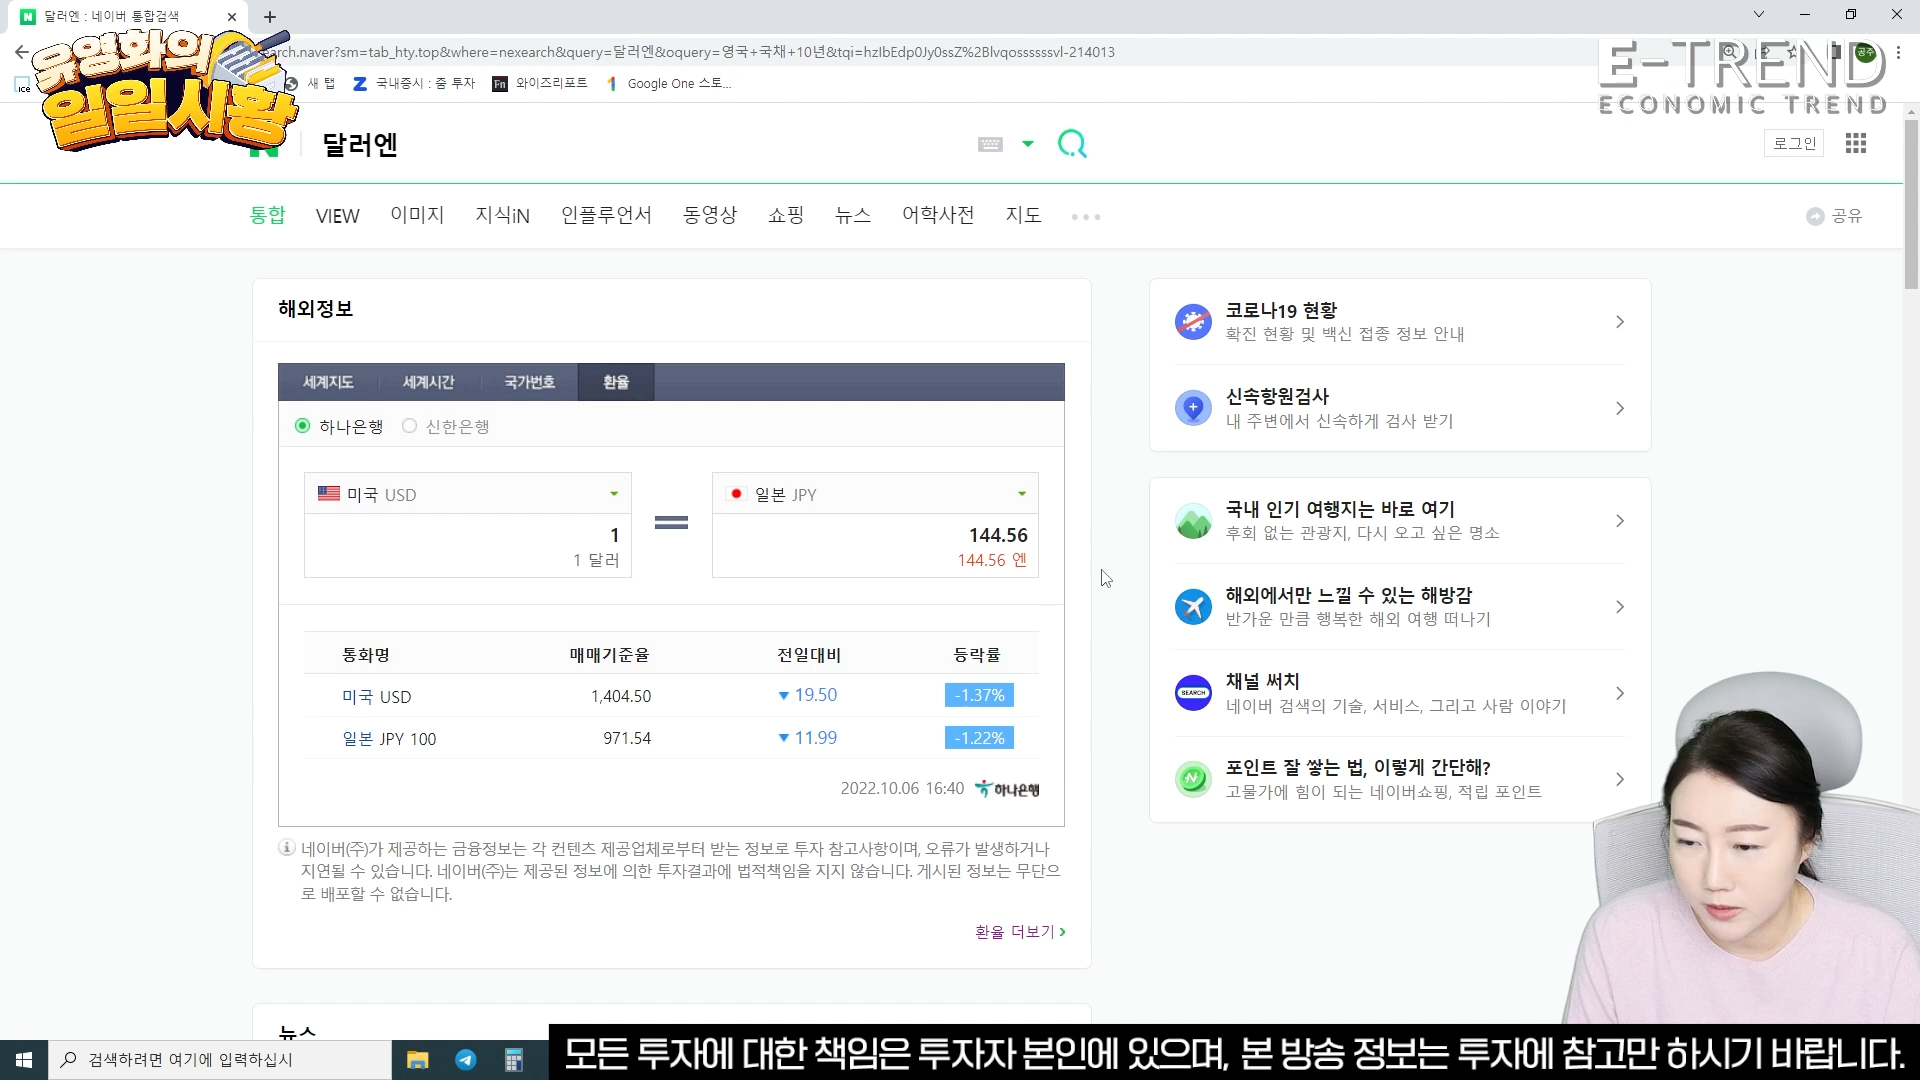 달러엔 : 네이버 통합검색
유영화의
일일시황
earch.naver?sm=tab_hty.top&where=nexearch&query=달러엔&oquery=영국+국채+10년&tqi=hzIbEdp0Jy0ssZ%2BlvqossssssvI-214013
공주
E-TREND
ECONOMIC TREND
ICE
새 탭
Z 국내증시 : 줌 투자
Fn 와이즈리포트
1 Google One 스토...
달러엔
로그인
통합 VIEW 이미지 지식iN 인플루언서 동영상 쇼핑 뉴스 어학사전 지도
공유
해외정보
세계지도 세계시간 국가번호 환율
하나은행 신한은행
미국 USD
1
1 달러
일본 JPY
144.56
144.56 엔
통화명 매매기준율 전일대비 등락률
미국 USD 1,404.50 ▼ 19.50 -1.37%
일본 JPY 100 971.54 ▼ 11.99 -1.22%
2022.10.06 16:40 하나은행
네이버(주)가 제공하는 금융정보는 각 컨텐츠 제공업체로부터 받는 정보로 투자 참고사항이며, 오류가 발생하거나
지연될 수 있습니다. 네이버(주)는 제공된 정보에 의한 투자결과에 법적책임을 지지 않습니다. 게시된 정보는 무단으
로 배포할 수 없습니다.
환율 더보기
뉴스
코로나19 현황
확진 현황 및 백신 접종 정보 안내
신속항원검사
내 주변에서 신속하게 검사 받기
국내 인기 여행지는 바로 여기
후회 없는 관광지, 다시 오고 싶은 명소
해외에서만 느낄 수 있는 해방감
반가운 만큼 행복한 해외 여행 떠나기
SEARCH
채널 써치
네이버 검색의 기술, 서비스, 그리고 사람 이야기
포인트 잘 쌓는 법, 이렇게 간단해?
고물가에 힘이 되는 네이버쇼핑, 적립 포인트
검색하려면 여기에 입력하십시
모든 투자에 대한 책임은 투자자 본인에 있으며, 본 방송 정보는 투자에 참고만 하시기 바랍니다.